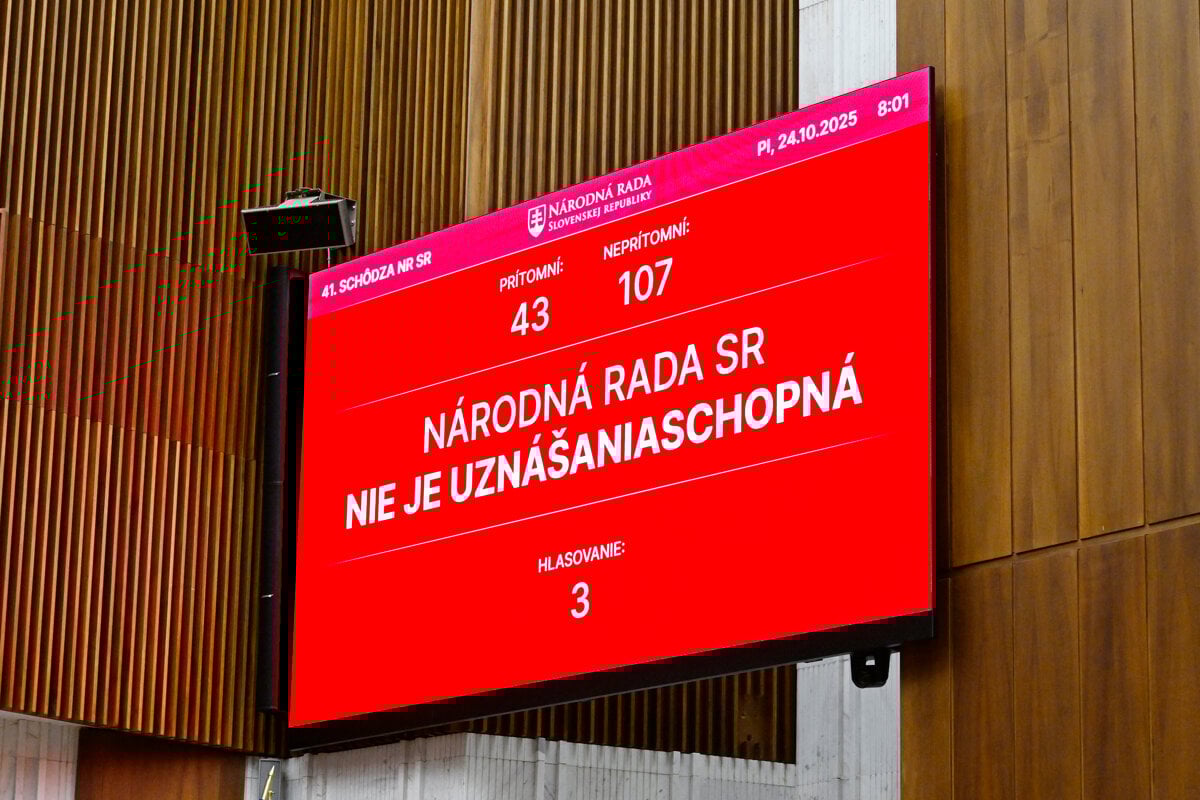 41. SCHÔDZA NR SR
NÁRODNÁ RADA
SLOVENSKEJ REPUBLIKY
PI, 24.10.2025 8:01
PRÍTOMNÍ: NEPRÍTOMNÍ:
43 107
NÁRODNÁ RADA SR
NIE JE UZNÁŠANIASCHOPNÁ
HLASOVANIE:
3